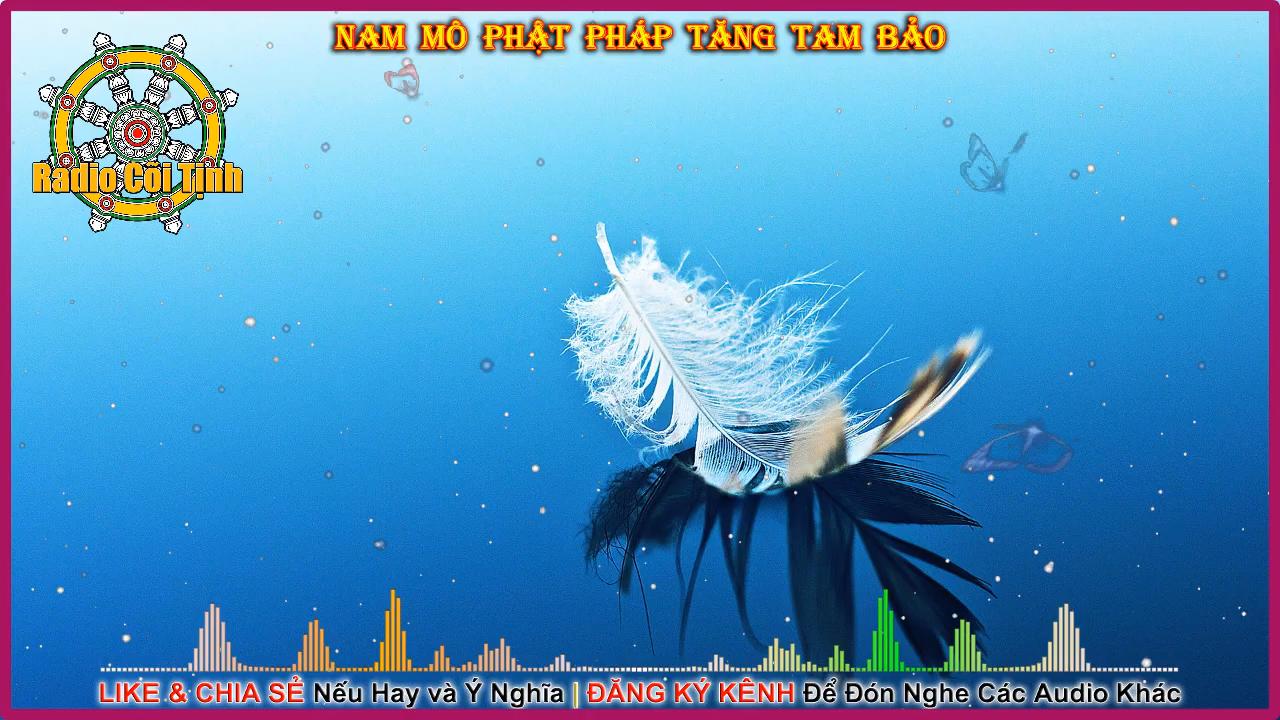 NAM MÔ PHẬT PHÁP TĂNG TAM BẢO
Radio Cõi Tịnh
LIKE & CHIA SẺ Nếu Hay và Ý Nghĩa | ĐĂNG KÝ KÊNH Để Đón Nghe Các Audio Khác